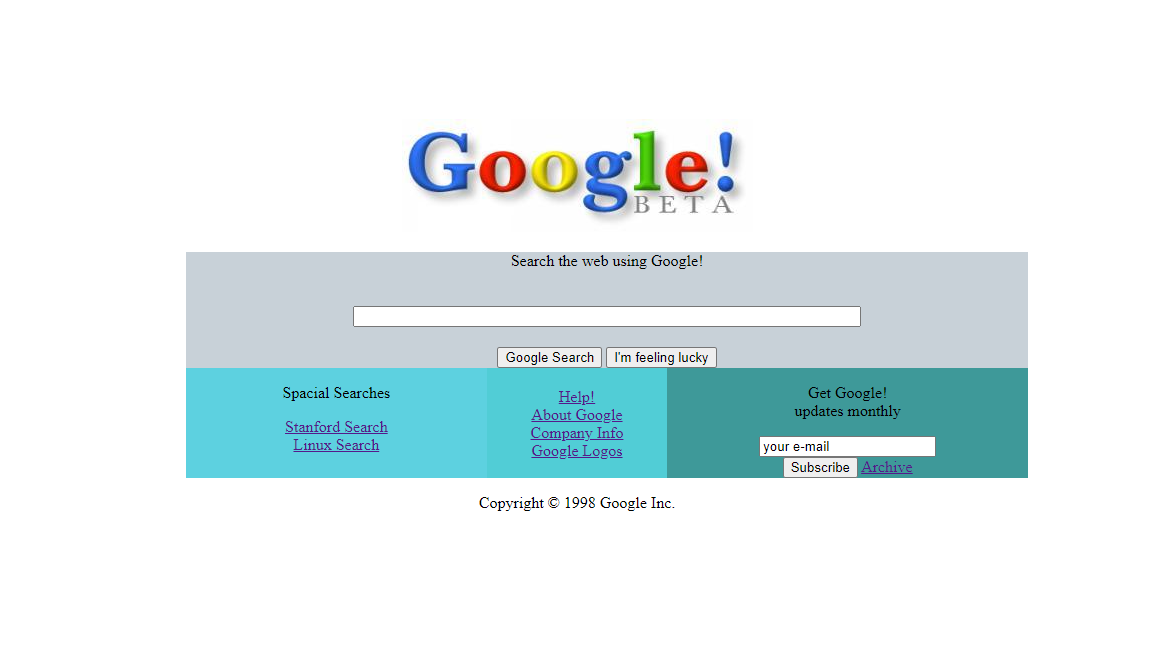 Google!
BETA
Search the web using Google!
Google Search I'm feeling lucky
Spacial Searches
Stanford Search
Linux Search
Help!
About Google
Company Info
Google Logos
Get Google!
updates monthly
your e-mail
Subscribe Archive
Copyright © 1998 Google Inc.